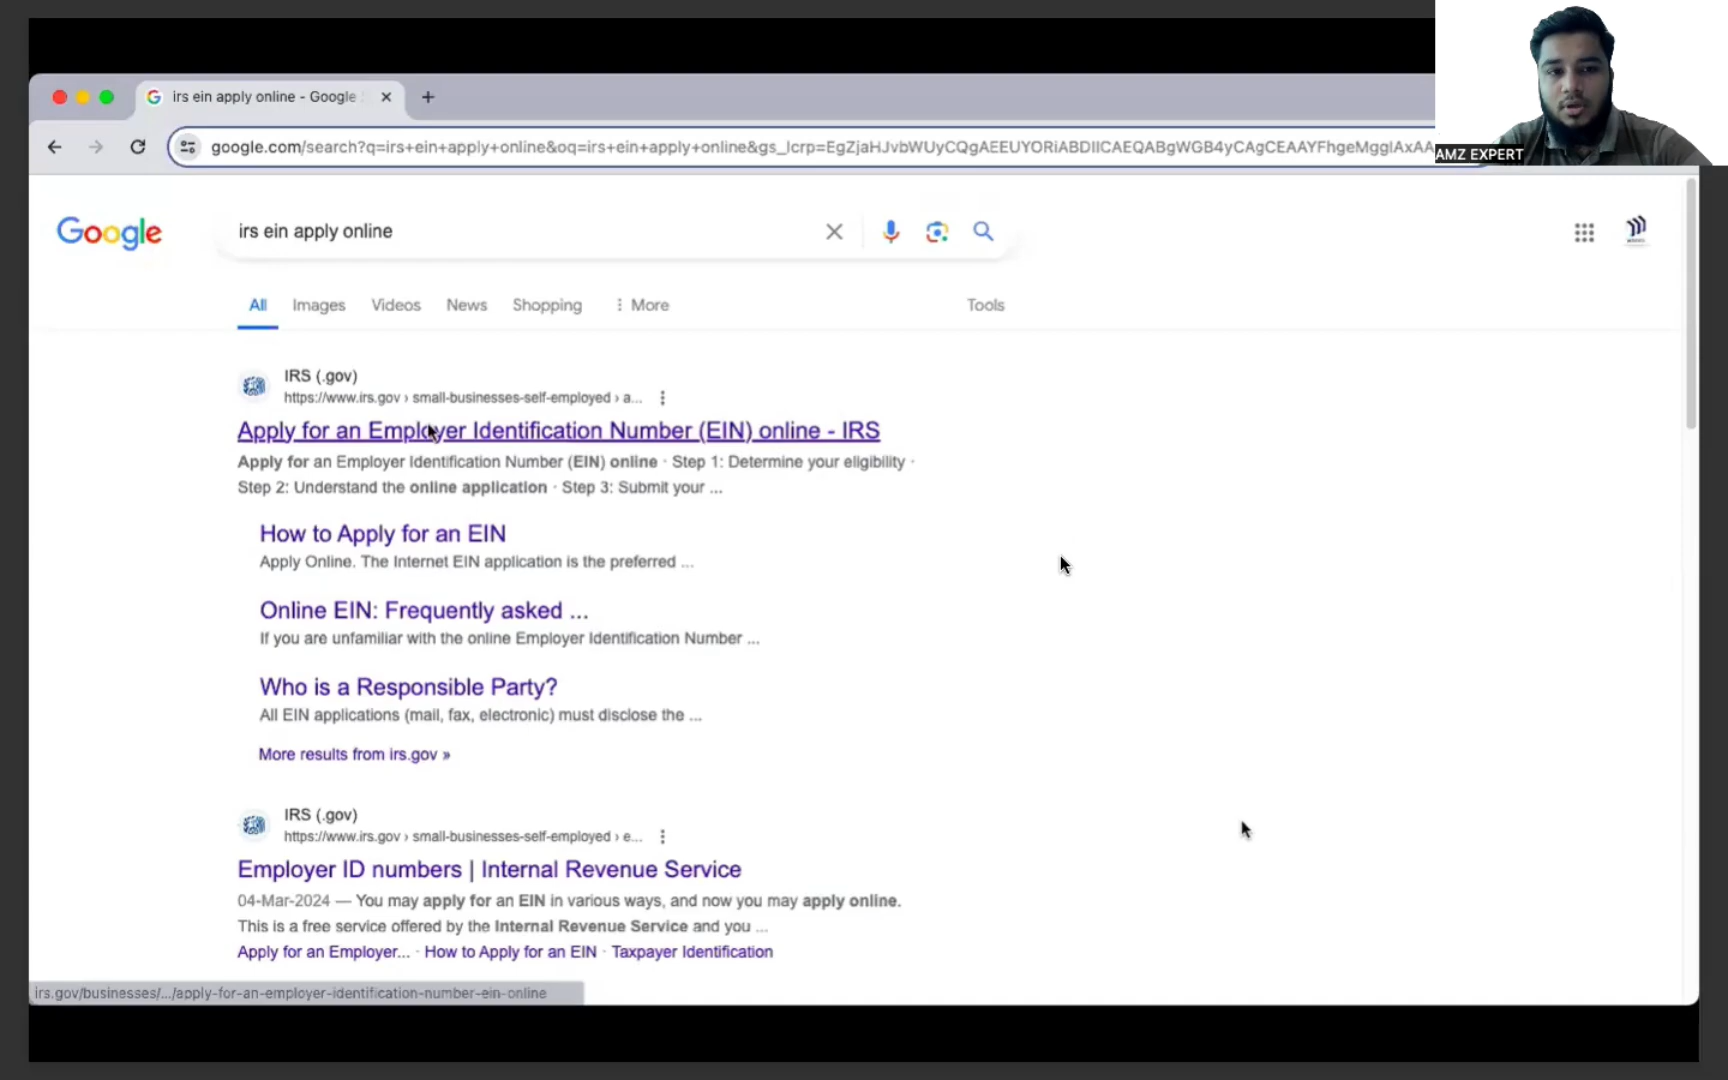 irs ein apply online - Google
google.com/search?q=irs+ein+apply+online&oq=irs+ein+apply+online&gs_lcrp=EgZjaHJvbWUyCQgAEEUYORiABDIICAEQABgWGB4yCAgCEAAYFhgeMggIAxAA
AMZ EXPERT
Google
irs ein apply online
All Images Videos News Shopping More Tools
IRS (.gov)
https://www.irs.gov › small-businesses-self-employed › a...
Apply for an Employer Identification Number (EIN) online - IRS
Apply for an Employer Identification Number (EIN) online · Step 1: Determine your eligibility ·
Step 2: Understand the online application · Step 3: Submit your ...
How to Apply for an EIN
Apply Online. The Internet EIN application is the preferred ...
Online EIN: Frequently asked ...
If you are unfamiliar with the online Employer Identification Number ...
Who is a Responsible Party?
All EIN applications (mail, fax, electronic) must disclose the ...
More results from irs.gov »
IRS (.gov)
https://www.irs.gov › small-businesses-self-employed › e...
Employer ID numbers | Internal Revenue Service
04-Mar-2024 — You may apply for an EIN in various ways, and now you may apply online.
This is a free service offered by the Internal Revenue Service and you ...
Apply for an Employer... · How to Apply for an EIN · Taxpayer Identification
irs.gov/businesses/.../apply-for-an-employer-identification-number-ein-online